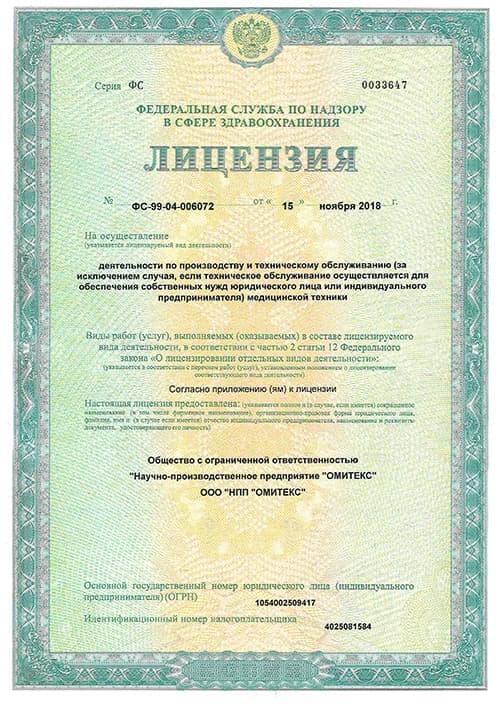 Серия ФС 0033647
ФЕДЕРАЛЬНАЯ СЛУЖБА ПО НАДЗОРУ
В СФЕРЕ ЗДРАВООХРАНЕНИЯ
ЛИЦЕНЗИЯ
№ ФС-99-04-006072 от « 15 » ноября 2018 г.
На осуществление
(указывается лицензируемый вид деятельности)
деятельности по производству и техническому обслуживанию (за
исключением случая, если техническое обслуживание осуществляется для
обеспечения собственных нужд юридического лица или индивидуального
предпринимателя) медицинской техники
Виды работ (услуг), выполняемых (оказываемых) в составе лицензируемого
вида деятельности, в соответствии с частью 2 статьи 12 Федерального
закона «О лицензировании отдельных видов деятельности»:
(указывается в соответствии с перечнем работ (услуг), установленным положением о лицензировании
соответствующего вида деятельности)
Согласно приложению (ям) к лицензии
Настоящая лицензия предоставлена: (указывается полное и (в случае, если имеется) сокращенное
наименование (в том числе фирменное наименование), организационно-правовая форма юридического лица,
фамилия, имя и (в случае если имеется) отчество индивидуального предпринимателя, наименование и реквизиты
документа, удостоверяющего его личность)
Общество с ограниченной ответственностью
"Научно-производственное предприятие "ОМИТЕКС"
ООО "НПП "ОМИТЕКС"
Основной государственный номер юридического лица (индивидуального
предпринимателя) (ОГРН) 1054002509417
Идентификационный номер налогоплательщика 4025081584